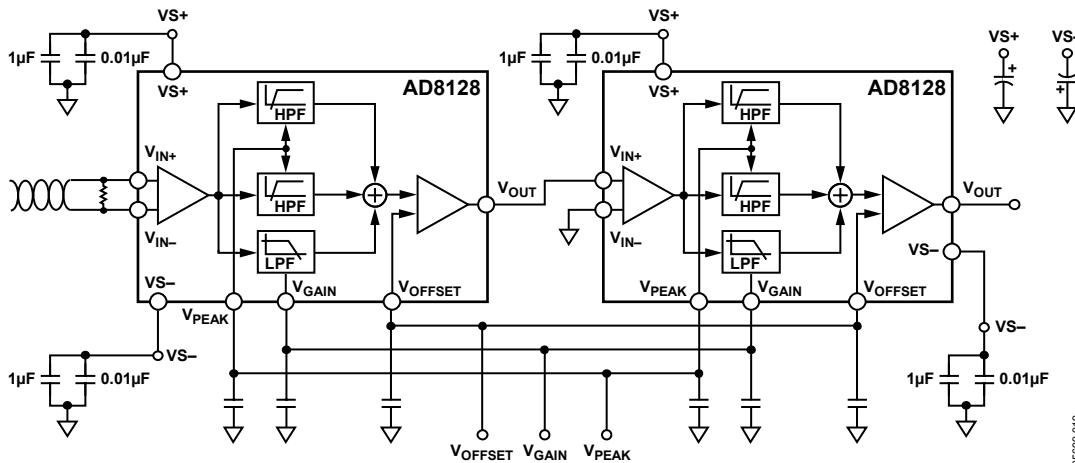 VS+
1µF
0.01µF
VS+
AD8128
HPF
VIN+
HPF
VOUT
VIN–
LPF
VS–
VPEAK
VGAIN
VOFFSET
VS–
1µF
0.01µF
VS+
1µF
0.01µF
VS+
AD8128
HPF
VIN+
HPF
VOUT
VIN–
LPF
VS–
VPEAK
VGAIN
VOFFSET
VS–
1µF
0.01µF
VS+
+
VS–
+
VOFFSET
VGAIN
VPEAK